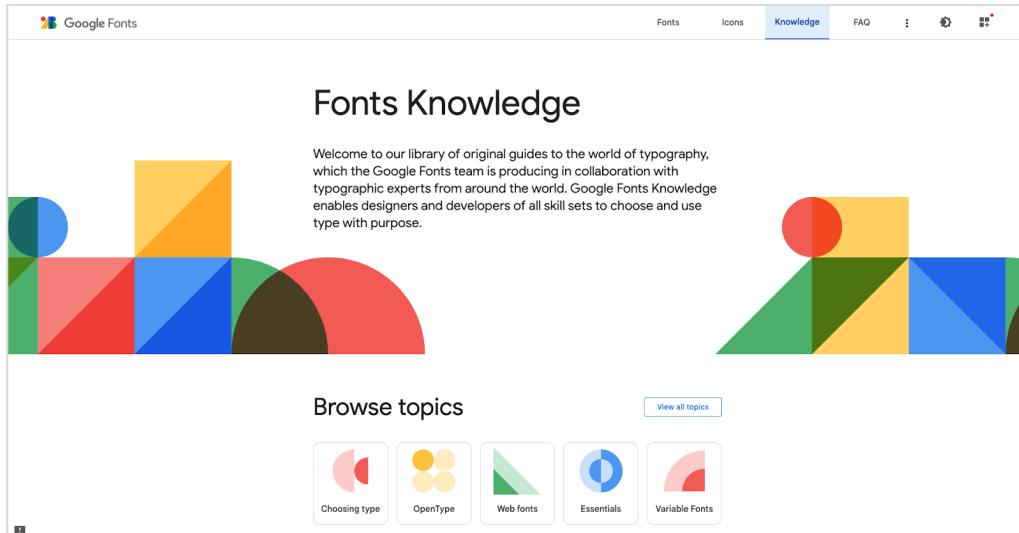 Google Fonts
Fonts
Icons
Knowledge
FAQ
Fonts Knowledge
Welcome to our library of original guides to the world of typography,
which the Google Fonts team is producing in collaboration with
typographic experts from around the world. Google Fonts Knowledge
enables designers and developers of all skill sets to choose and use
type with purpose.
Browse topics
View all topics
Choosing type
OpenType
Web fonts
Essentials
Variable Fonts